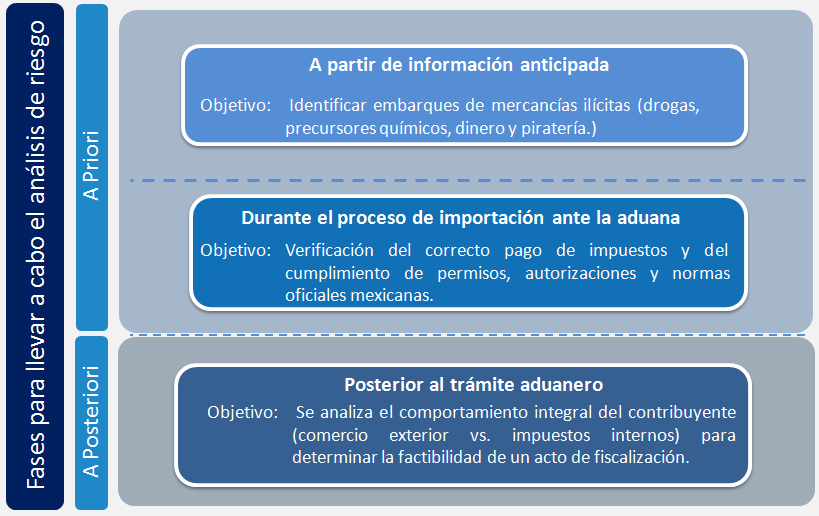 Fases para llevar a cabo el análisis de riesgo
A Priori
A partir de información anticipada
Objetivo: Identificar embarques de mercancías ilícitas (drogas,
precursores químicos, dinero y piratería.)
Durante el proceso de importación ante la aduana
Objetivo: Verificación del correcto pago de impuestos y del
cumplimiento de permisos, autorizaciones y normas
oficiales mexicanas.
A Posteriori
Posterior al trámite aduanero
Objetivo: Se analiza el comportamiento integral del contribuyente
(comercio exterior vs. impuestos internos) para
determinar la factibilidad de un acto de fiscalización.